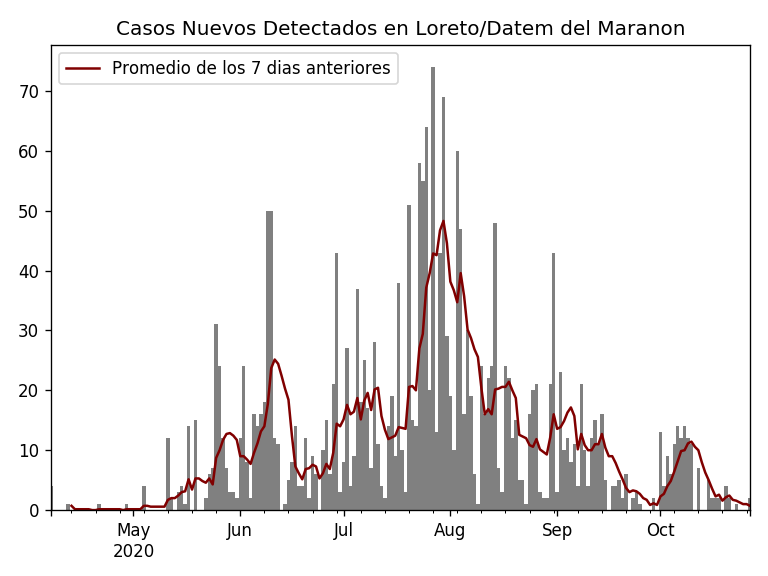 Casos Nuevos Detectados en Loreto/Datem del Maranon
Promedio de los 7 dias anteriores
70
60
50
40
30
20
10
0
May
2020
Jun
Jul
Aug
Sep
Oct